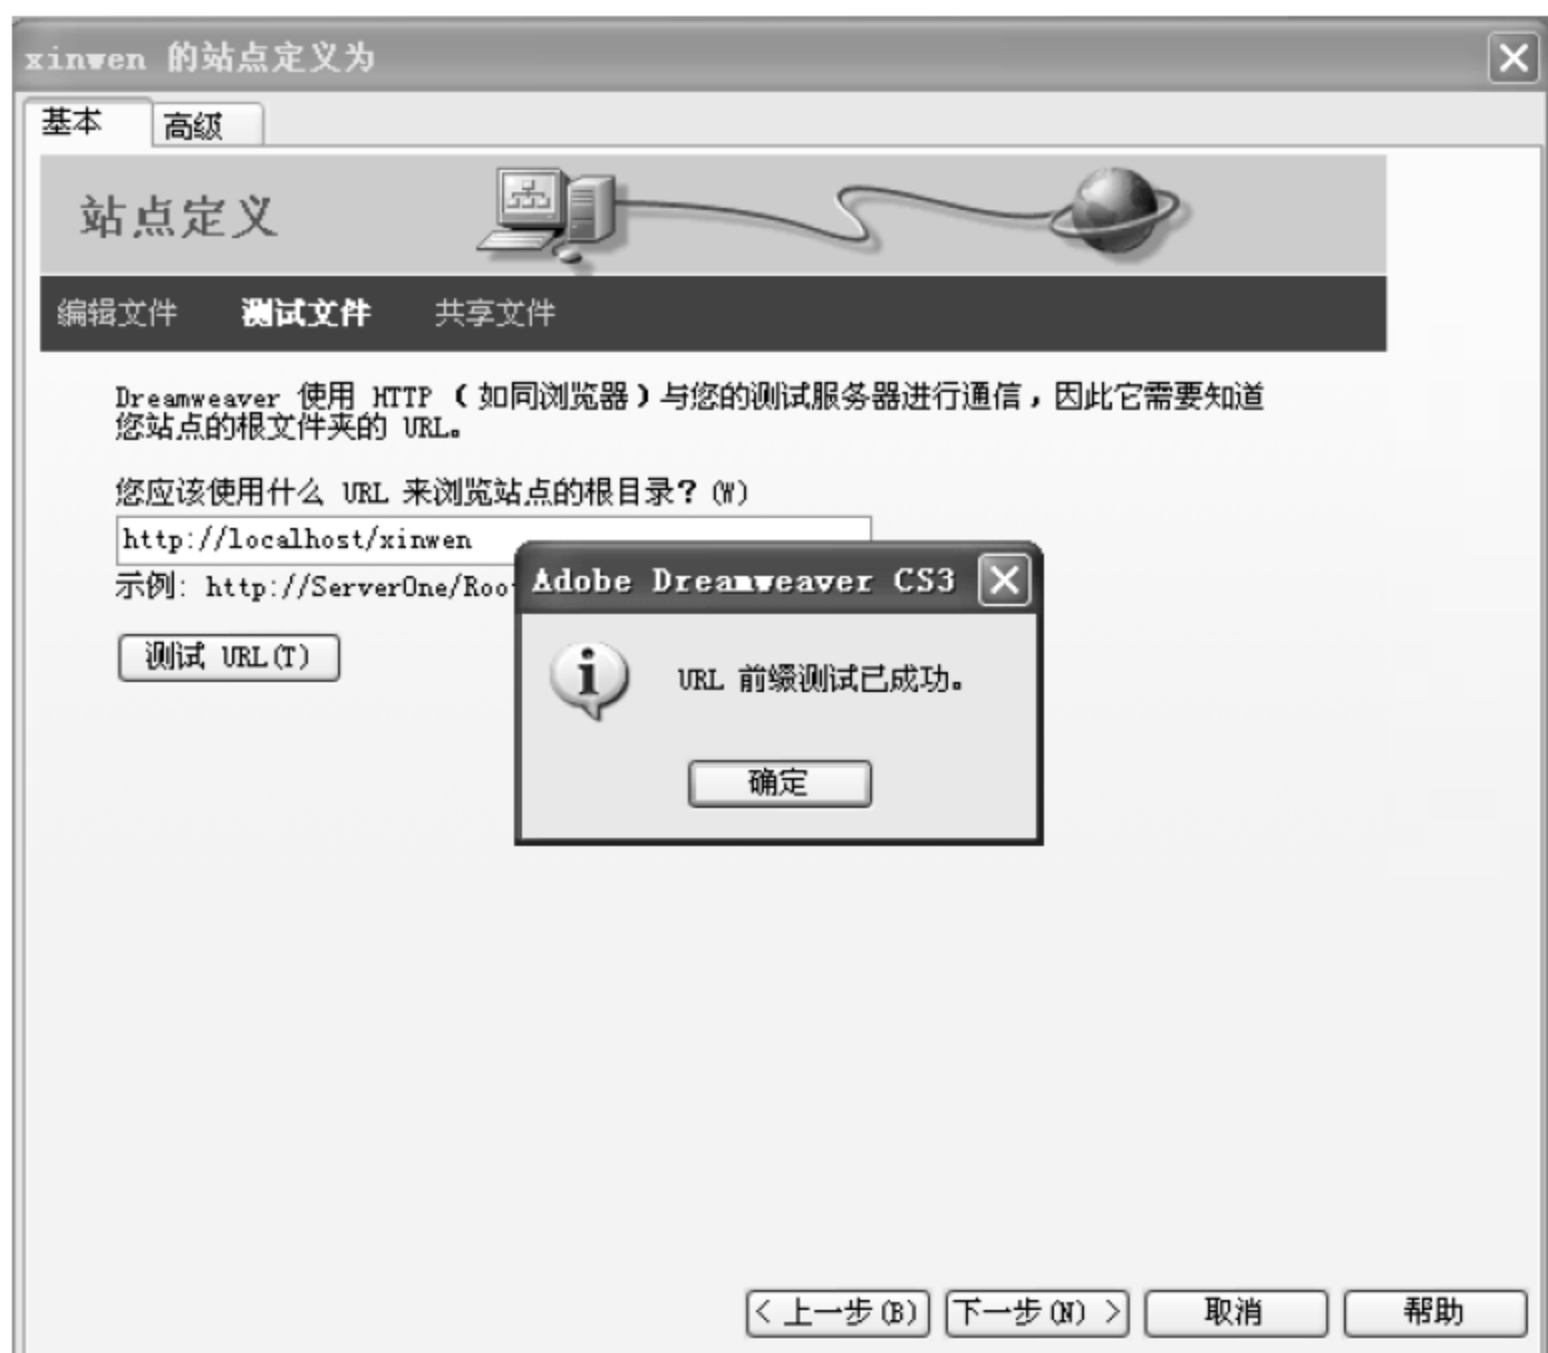 xinwen 的站点定义为
基本 高级
站点定义
编辑文件 测试文件 共享文件
Dreamweaver 使用 HTTP (如同浏览器)与您的测试服务器进行通信,因此它需要知道
您站点的根文件夹的 URL。
您应该使用什么 URL 来浏览站点的根目录?(W)
http://localhost/xinwen
示例: http://ServerOne/Roo
测试 URL(T)
Adobe Dreamweaver CS3
URL 前缀测试已成功。
确定
< 上一步(B) 下一步(N) > 取消 帮助